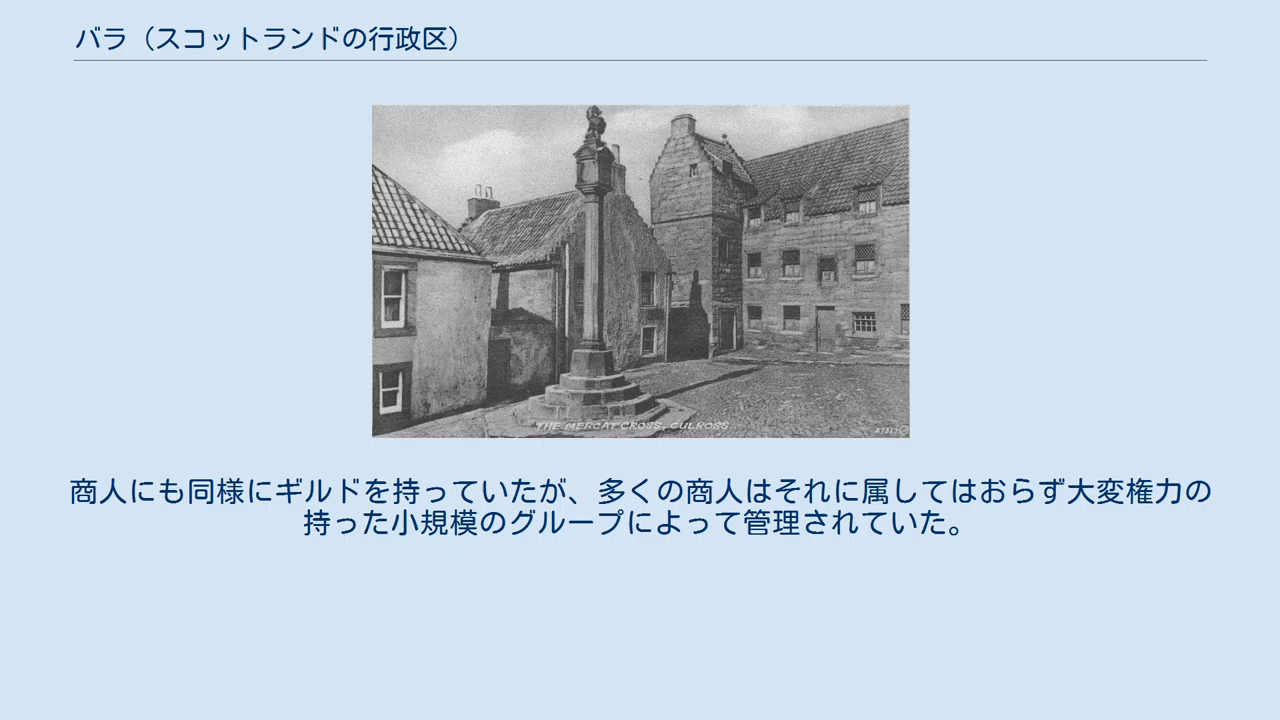 バラ（スコットランドの行政区）
THE MERCAT CROSS, CULROSS
商人にも同様にギルドを持っていたが、多くの商人はそれに属してはおらず大変権力の
持った小規模のグループによって管理されていた。